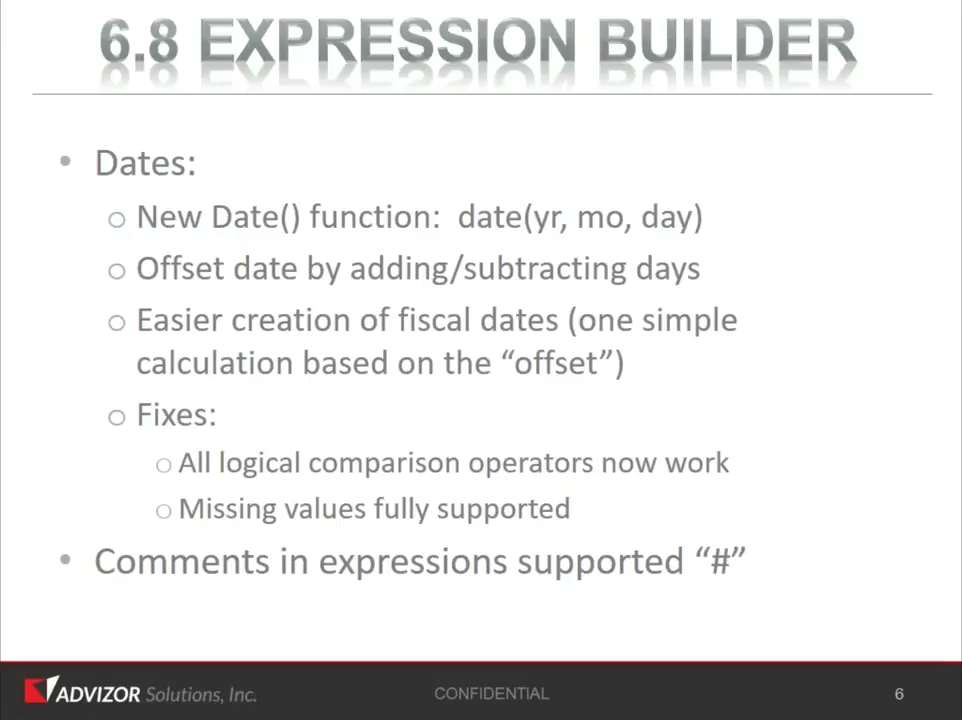 6.8 EXPRESSION BUILDER
• Dates:
o New Date() function:  date(yr, mo, day)
o Offset date by adding/subtracting days
o Easier creation of fiscal dates (one simple
calculation based on the “offset”)
o Fixes:
o All logical comparison operators now work
o Missing values fully supported
• Comments in expressions supported “#”
ADVIZOR Solutions, Inc.
CONFIDENTIAL
6